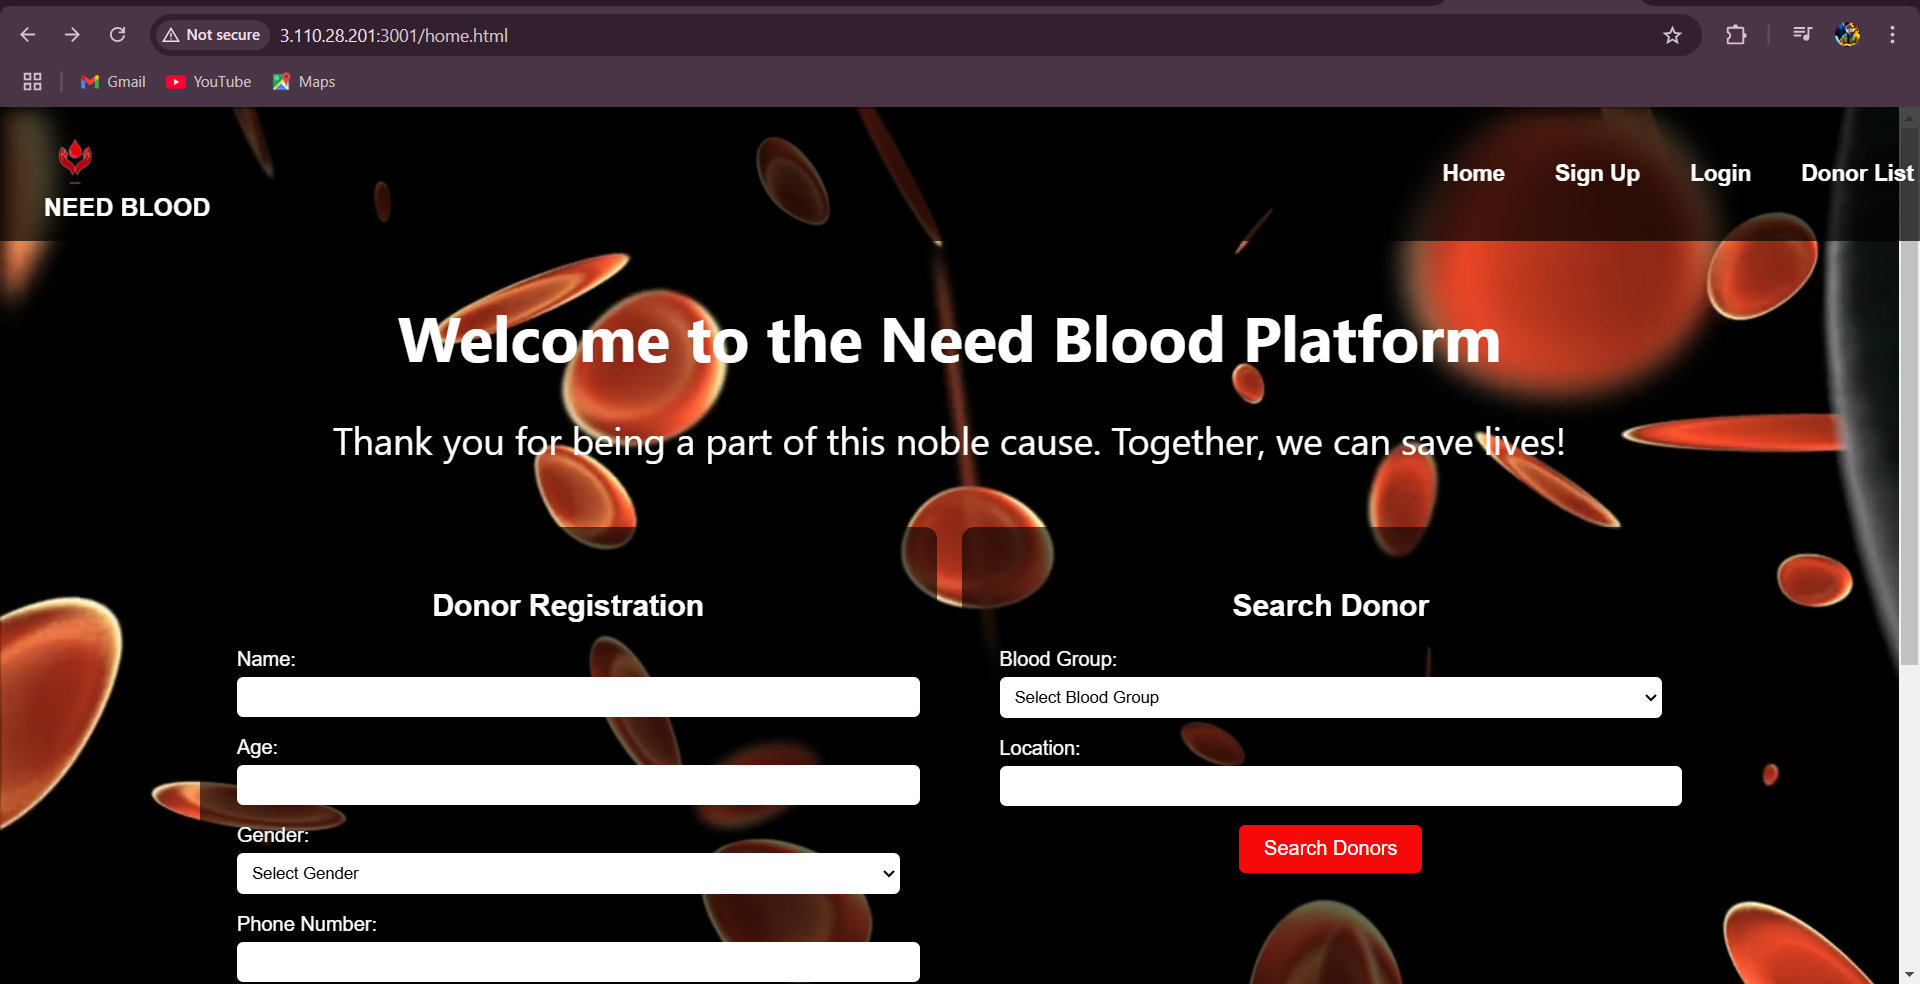 Not secure
3.110.28.201:3001/home.html
Gmail
YouTube
Maps
NEED BLOOD
Home
Sign Up
Login
Donor List
Welcome to the Need Blood Platform
Thank you for being a part of this noble cause. Together, we can save lives!
Donor Registration
Name:
Age:
Gender:
Select Gender
Phone Number:
Search Donor
Blood Group:
Select Blood Group
Location:
Search Donors